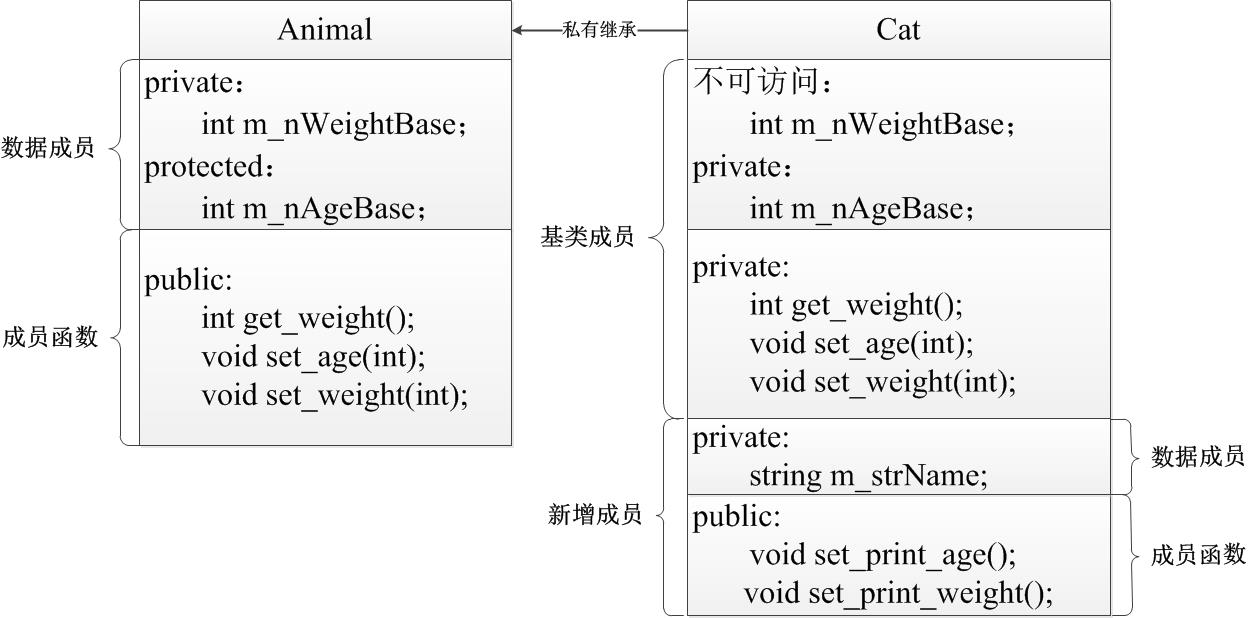 Animal
私有继承
Cat
数据成员
private：
int m_nWeightBase；
protected：
int m_nAgeBase；
成员函数
public:
int get_weight();
void set_age(int);
void set_weight(int);
基类成员
不可访问：
int m_nWeightBase；
private：
int m_nAgeBase；
private:
int get_weight();
void set_age(int);
void set_weight(int);
新增成员
private:
string m_strName;
数据成员
public:
void set_print_age();
void set_print_weight();
成员函数